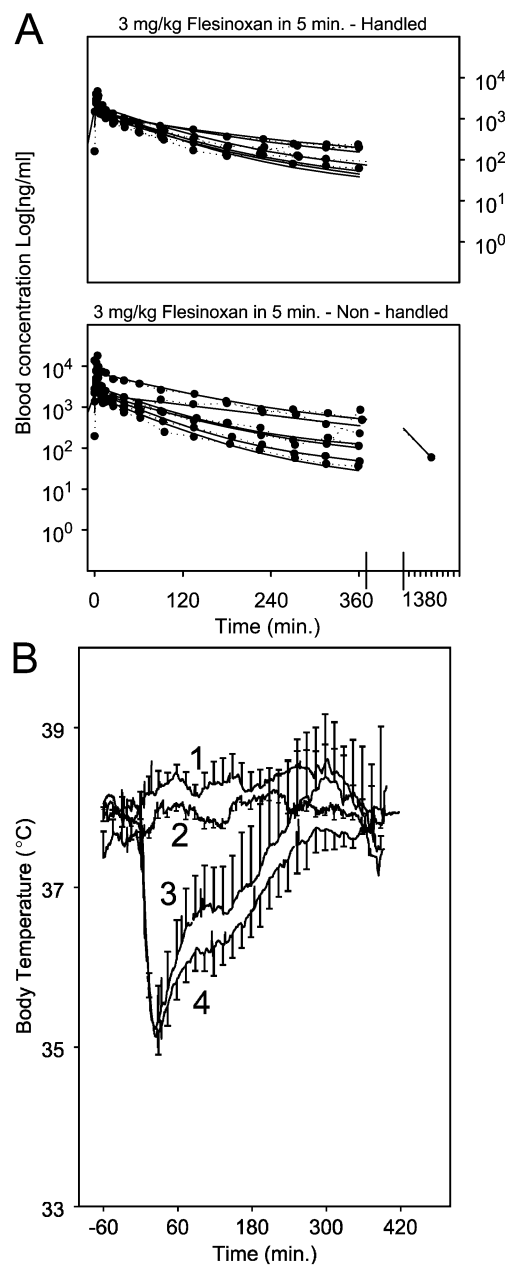 A
3 mg/kg Flesinoxan in 5 min. - Handled
10⁴
10³
10²
10¹
10⁰
Blood concentration Log[ng/ml]
3 mg/kg Flesinoxan in 5 min. - Non - handled
10⁴
10³
10²
10¹
10⁰
0 120 240 360 1380
Time (min.)
B
39
37
35
33
Body Temperature (°C)
1
2
3
4
-60 60 180 300 420
Time (min.)